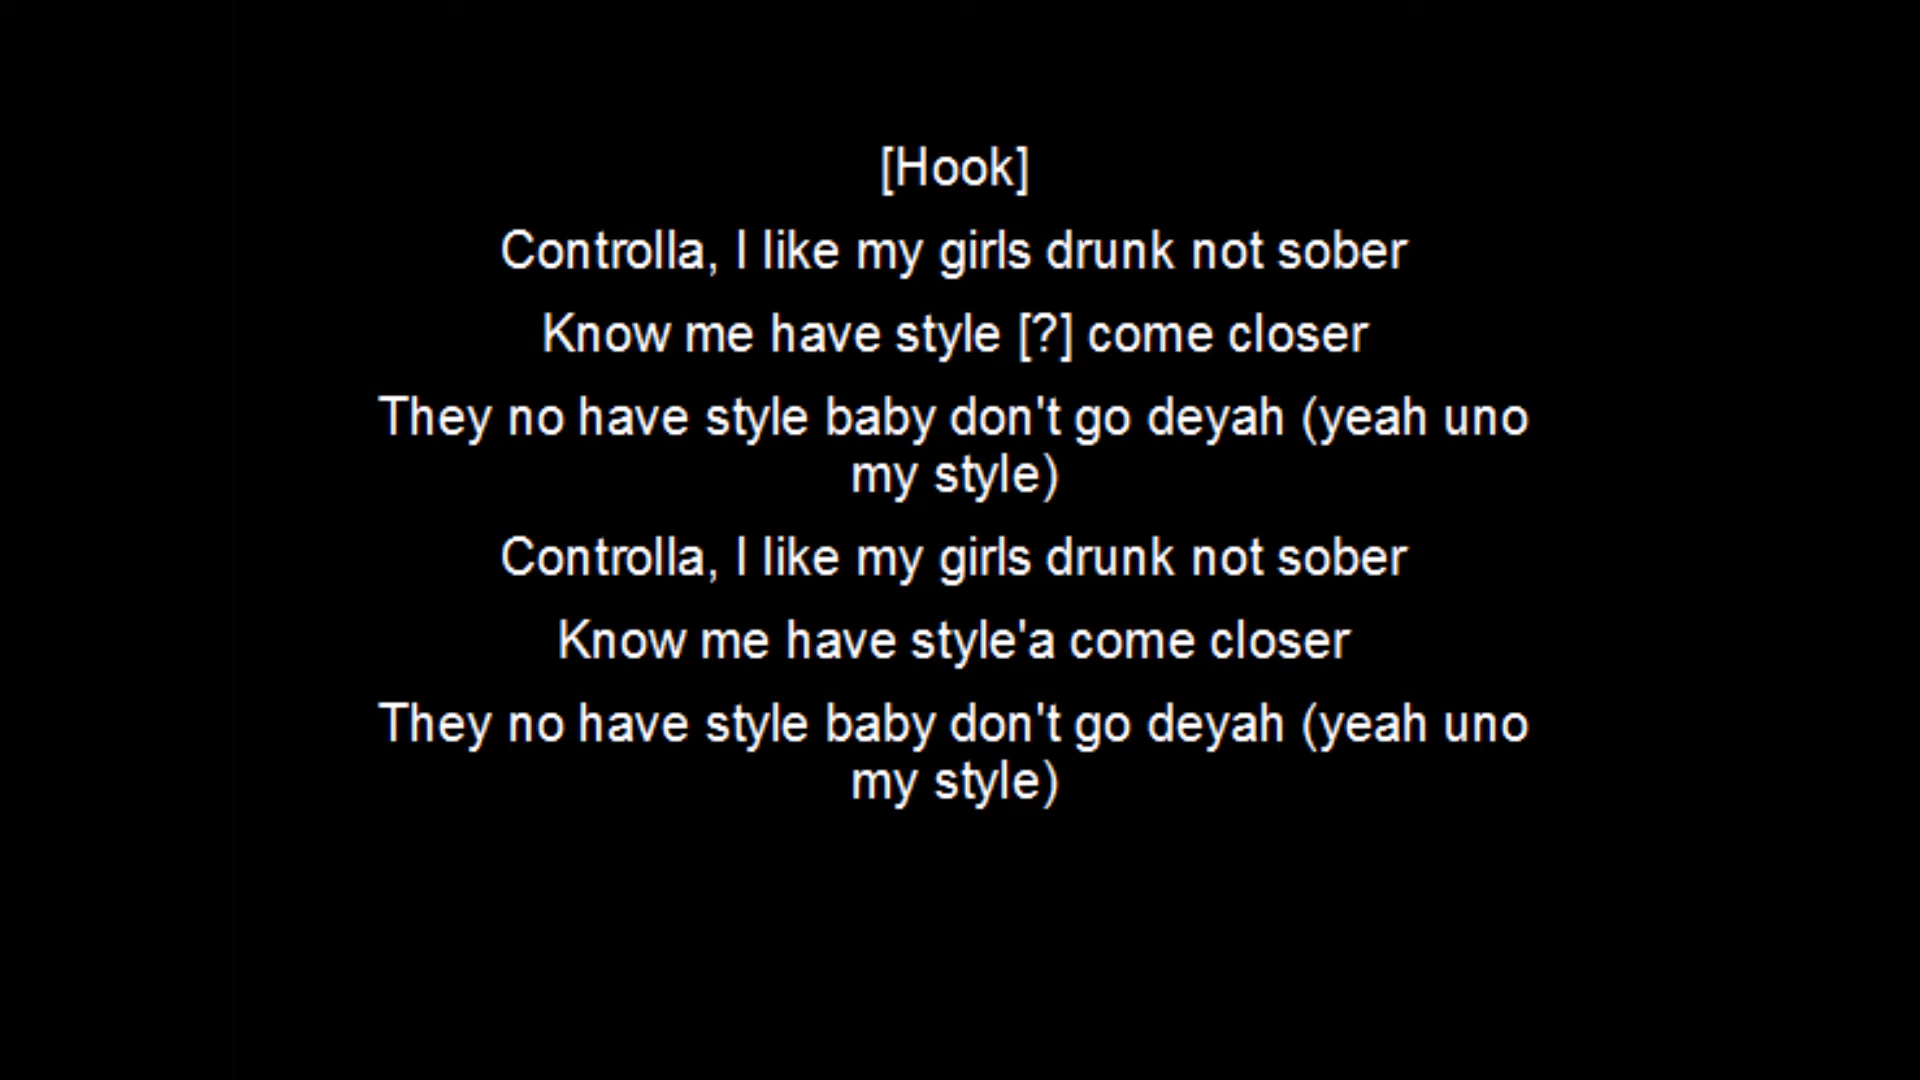 [Hook]
Controlla, I like my girls drunk not sober
Know me have style [?] come closer
They no have style baby don't go deyah (yeah uno
my style)
Controlla, I like my girls drunk not sober
Know me have style'a come closer
They no have style baby don't go deyah (yeah uno
my style)